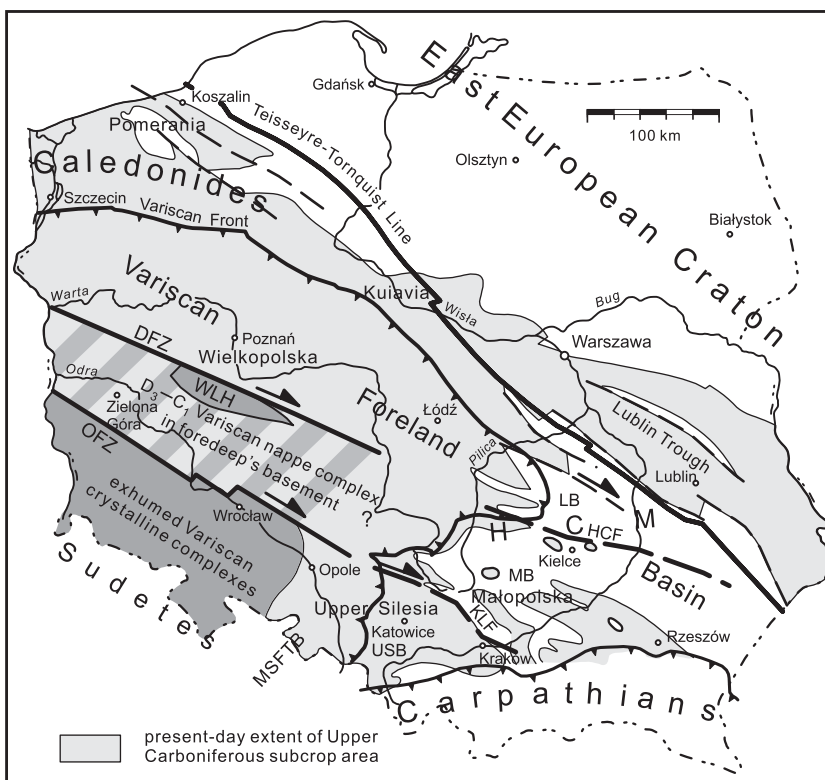 East European Craton
Gdańsk
Koszalin
Pomerania
Teisseyre-Tornquist Line
100 km
Olsztyn
Caledonides
Szczecin
Variscan Front
Białystok
Variscan
Kuiavia
Warta
Wisła
Bug
DFZ
Poznań
Wielkopolska
Warszawa
Odra
WLH
Foreland
Łódź
Lublin Trough
Zielona
Góra
D3–C1 Variscan nappe complex
in foredeep's basement
?
OFZ
Pilica
Lublin
exhumed Variscan
crystalline complexes
Wrocław
LB
H C M
HCF
Kielce
Basin
Sudetes
Opole
MB
Małopolska
Upper Silesia
KLF
Katowice
USB
Rzeszów
MSFTB
Kraków
Carpathians
present-day extent of Upper
Carboniferous subcrop area